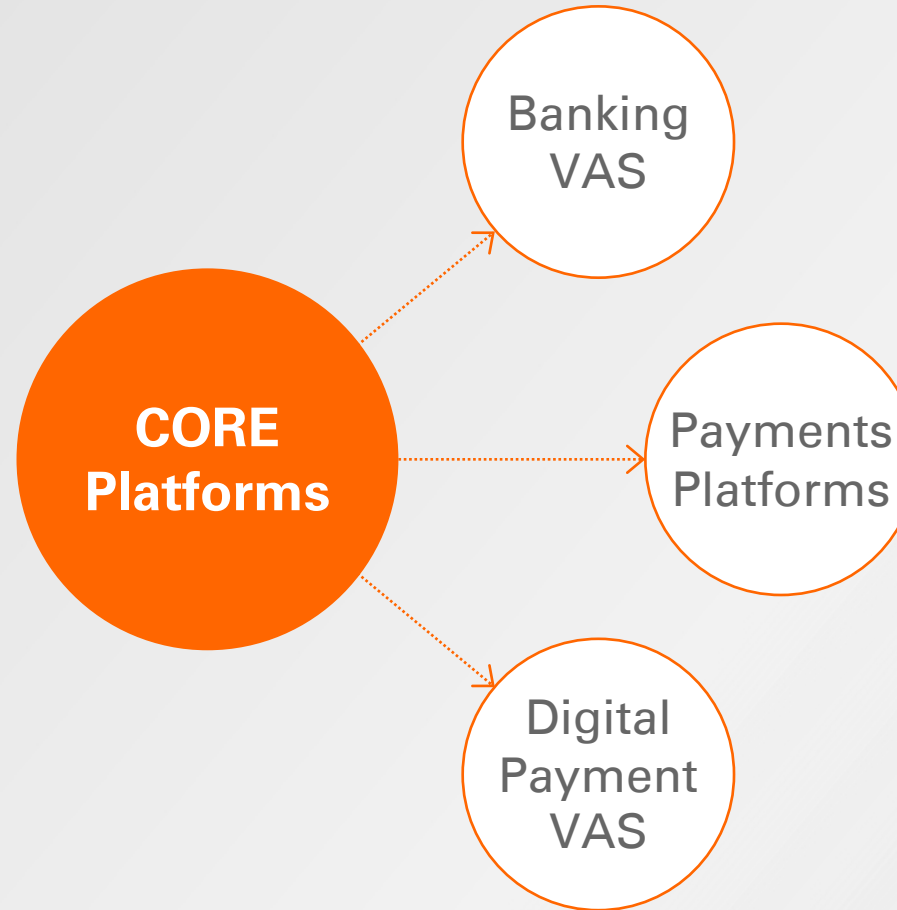 Banking
VAS
CORE
Platforms
Payments
Platforms
Digital
Payment
VAS